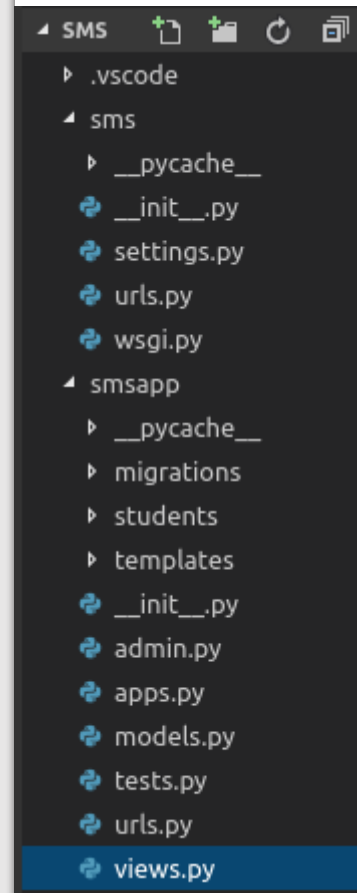 SMS
.vscode
sms
__pycache__
__init__.py
settings.py
urls.py
wsgi.py
smsapp
__pycache__
migrations
students
templates
__init__.py
admin.py
apps.py
models.py
tests.py
urls.py
views.py